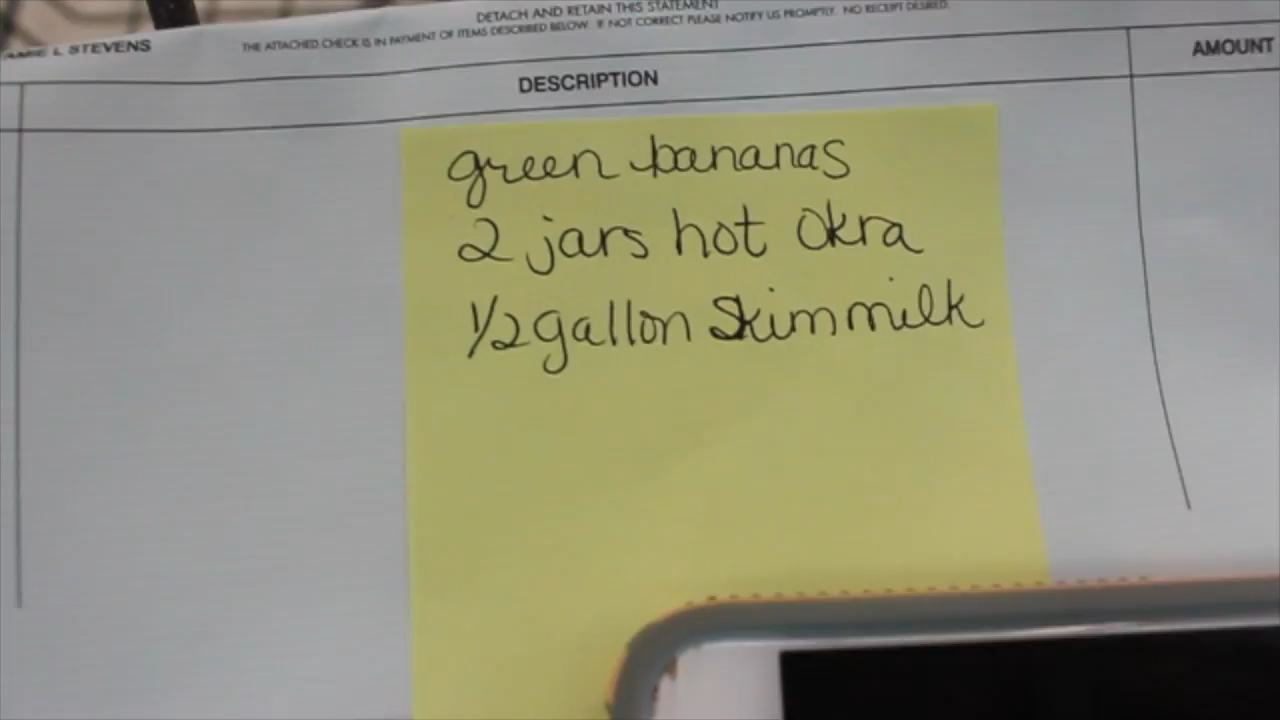 DETACH AND RETAIN THIS STATEMENT
L STEVENS
THE ATTACHED CHECK IS IN PAYMENT OF ITEMS DESCRIBED BELOW. IF NOT CORRECT PLEASE NOTIFY US PROMPTLY. NO RECEIPT DESIRED.
DESCRIPTION
AMOUNT
green bananas
2 jars hot Okra
1/2 gallon Skim milk